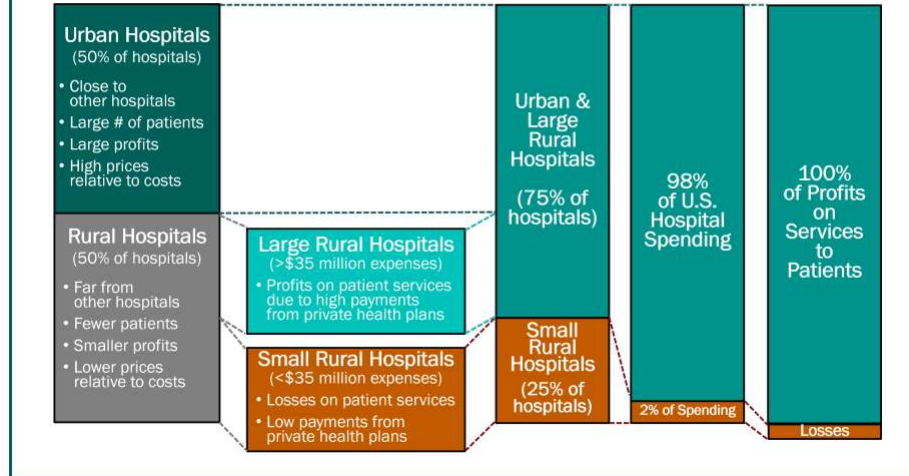 Urban Hospitals
(50% of hospitals)
• Close to
other hospitals
• Large # of patients
• Large profits
• High prices
relative to costs
Rural Hospitals
(50% of hospitals)
• Far from
other hospitals
• Fewer patients
• Smaller profits
• Lower prices
relative to costs
Large Rural Hospitals
(>$35 million expenses)
• Profits on patient services
due to high payments
from private health plans
Small Rural Hospitals
(<$35 million expenses)
• Losses on patient services
• Low payments from
private health plans
Urban &
Large
Rural
Hospitals
(75% of
hospitals)
Small
Rural
Hospitals
(25% of
hospitals)
98%
of U.S.
Hospital
Spending
2% of Spending
100%
of Profits
on
Services
to
Patients
Losses